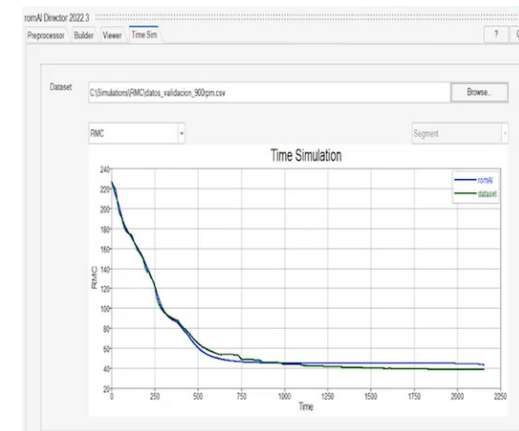 romAI Director 2022.3
Preprocessor Builder Viewer Time Sim ?
Dataset C:\Simulations\RMC\datos_validacion_900rpm.csv Browse...
RMC Segment
Time Simulation
romAI
dataset
240
220
200
180
160
140
120
100
80
60
40
20
RMC
0 250 500 750 1000 1250 1500 1750 2000 2250
Time